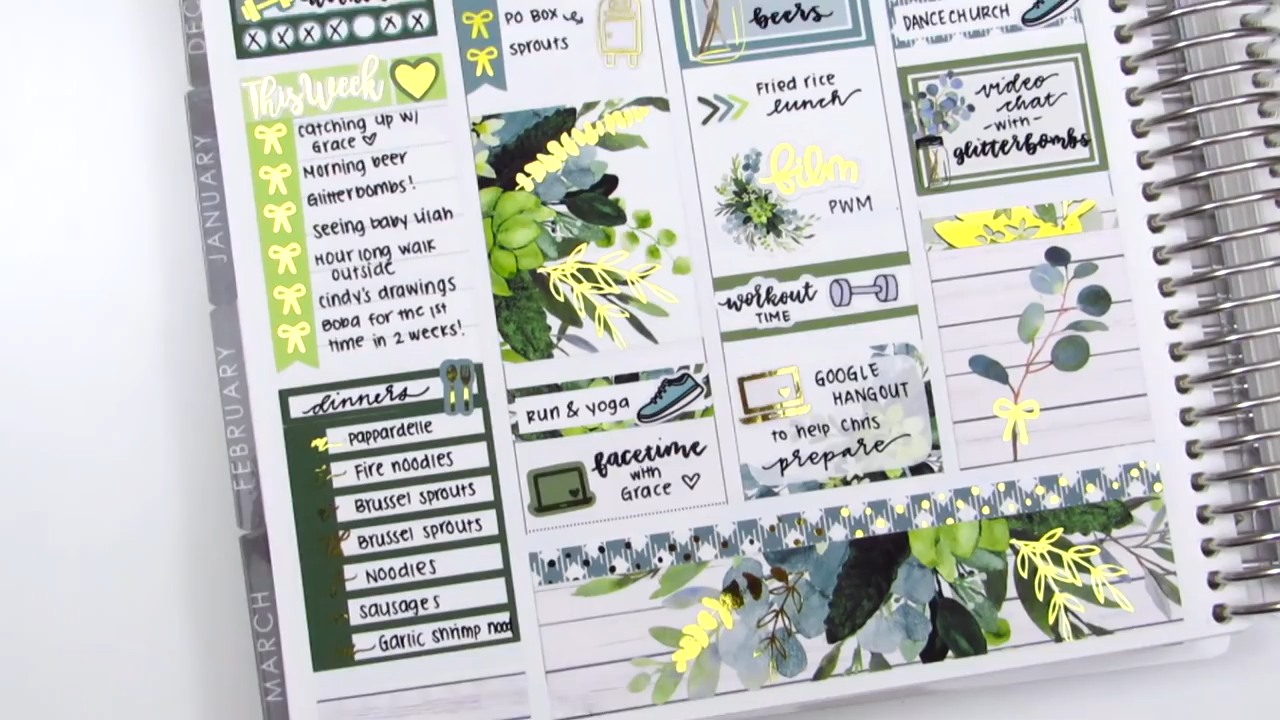 DEC
JANUARY
FEBRUARY
MARCH
X X X X X X
This Week
catching up w/
Grace ♡
Morning beer
Glitterbombs!
seeing baby Uiah
Hour long walk
outside
cindy's drawings
Boba for the 1st
time in 2 weeks!
dinners
pappardelle
Fire noodles
Brussel sprouts
Brussel sprouts
Noodles
sausages
Garlic shrimp nood
PO BOX
sprouts
Run & yoga
facetime
with
Grace ♡
beers
Fried rice
lunch
film
PWM
workout
TIME
GOOGLE
HANGOUT
to help chris
prepare
DANCECHURCH
video
chat
-with-
glitterbombs